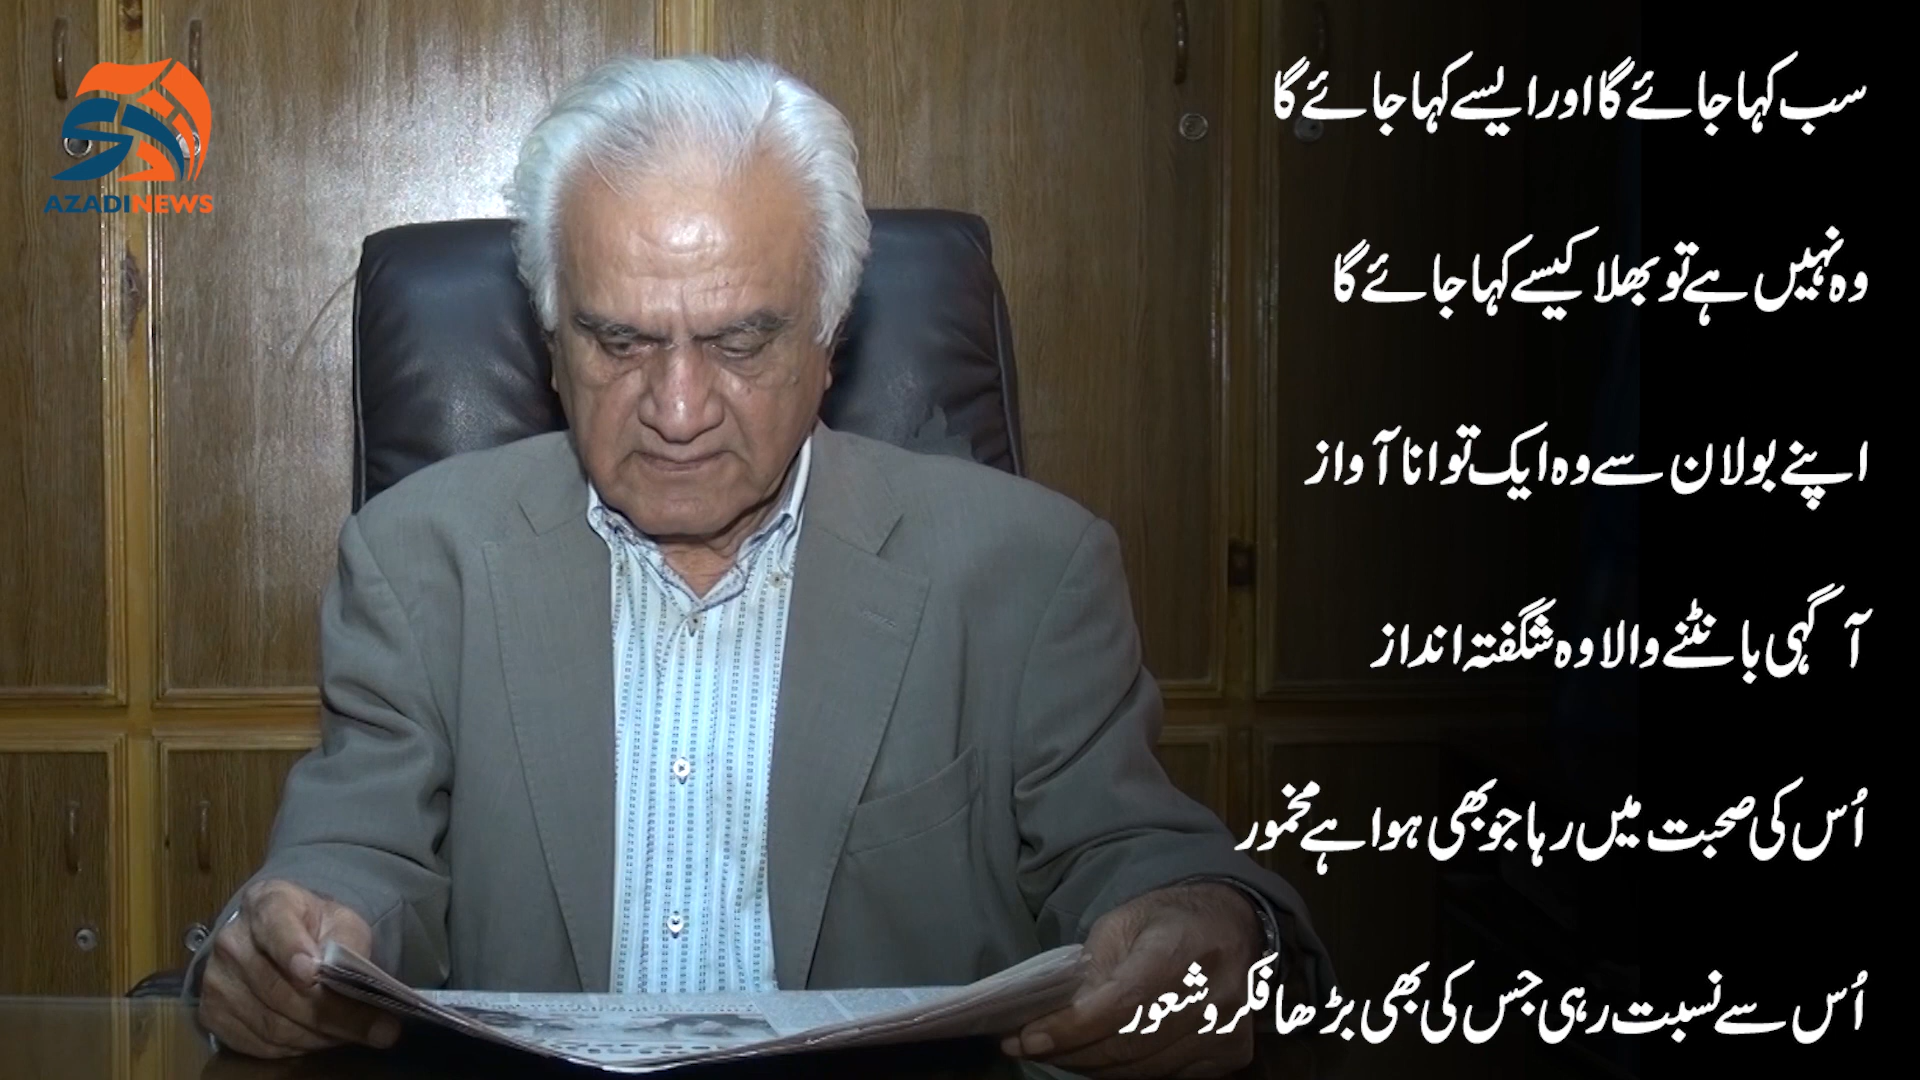 AZADINEWS
سب کہا جائے گا اور ایسے کہا جائے گا
وہ نہیں ہے تو بھلا کیسے کہا جائے گا
اپنے بولان سے وہ ایک توانا آواز
آگہی بانٹنے والا وہ شگفتہ انداز
اُس کی صحبت میں رہا جو بھی ہوا ہے مخمور
اُس سے نسبت رہی جس کی بھی بڑھا فکر و شعور